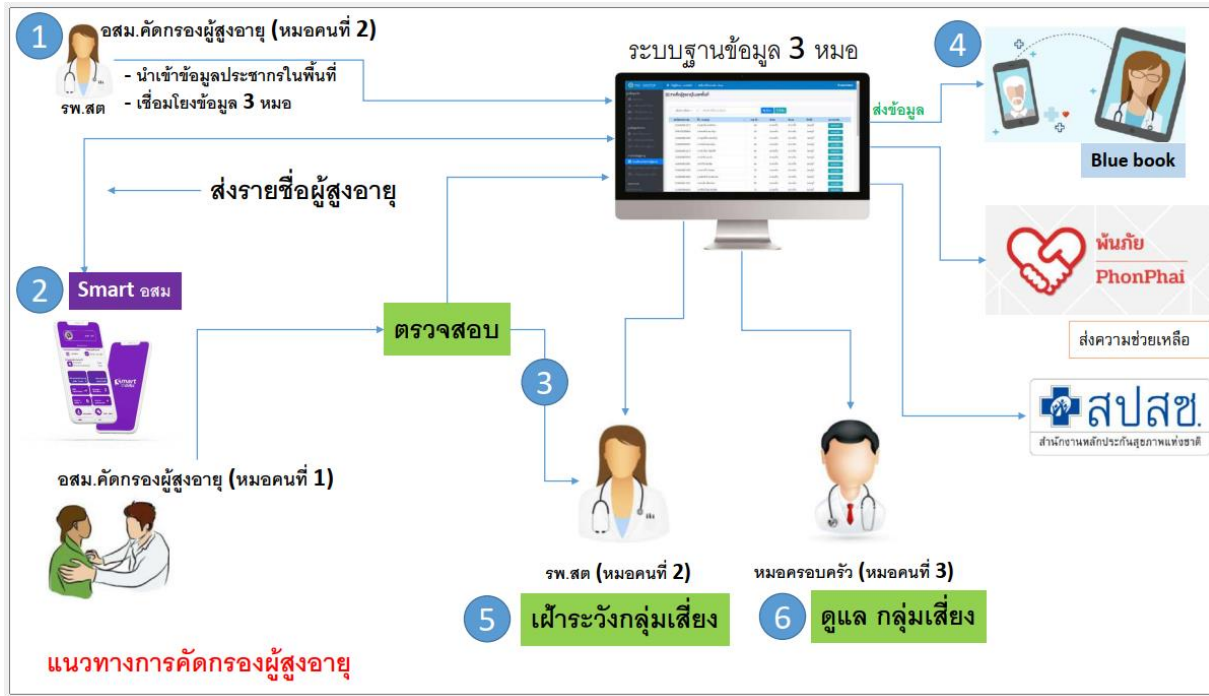 1
อสม.คัดกรองผู้สูงอายุ (หมอคนที่ 2)
- นำเข้าข้อมูลประชากรในพื้นที่
- เชื่อมโยงข้อมูล 3 หมอ
รพ.สต
ระบบฐานข้อมูล 3 หมอ
ส่งข้อมูล
4
Blue book
ส่งรายชื่อผู้สูงอายุ
พ้นภัย
PhonPhai
ส่งความช่วยเหลือ
2
Smart อสม
ตรวจสอบ
3
สปสช.
สำนักงานหลักประกันสุขภาพแห่งชาติ
smart
อสม.คัดกรองผู้สูงอายุ (หมอคนที่ 1)
รพ.สต (หมอคนที่ 2)
หมอครอบครัว (หมอคนที่ 3)
5
เฝ้าระวังกลุ่มเสี่ยง
6
ดูแล กลุ่มเสี่ยง
แนวทางการคัดกรองผู้สูงอายุ